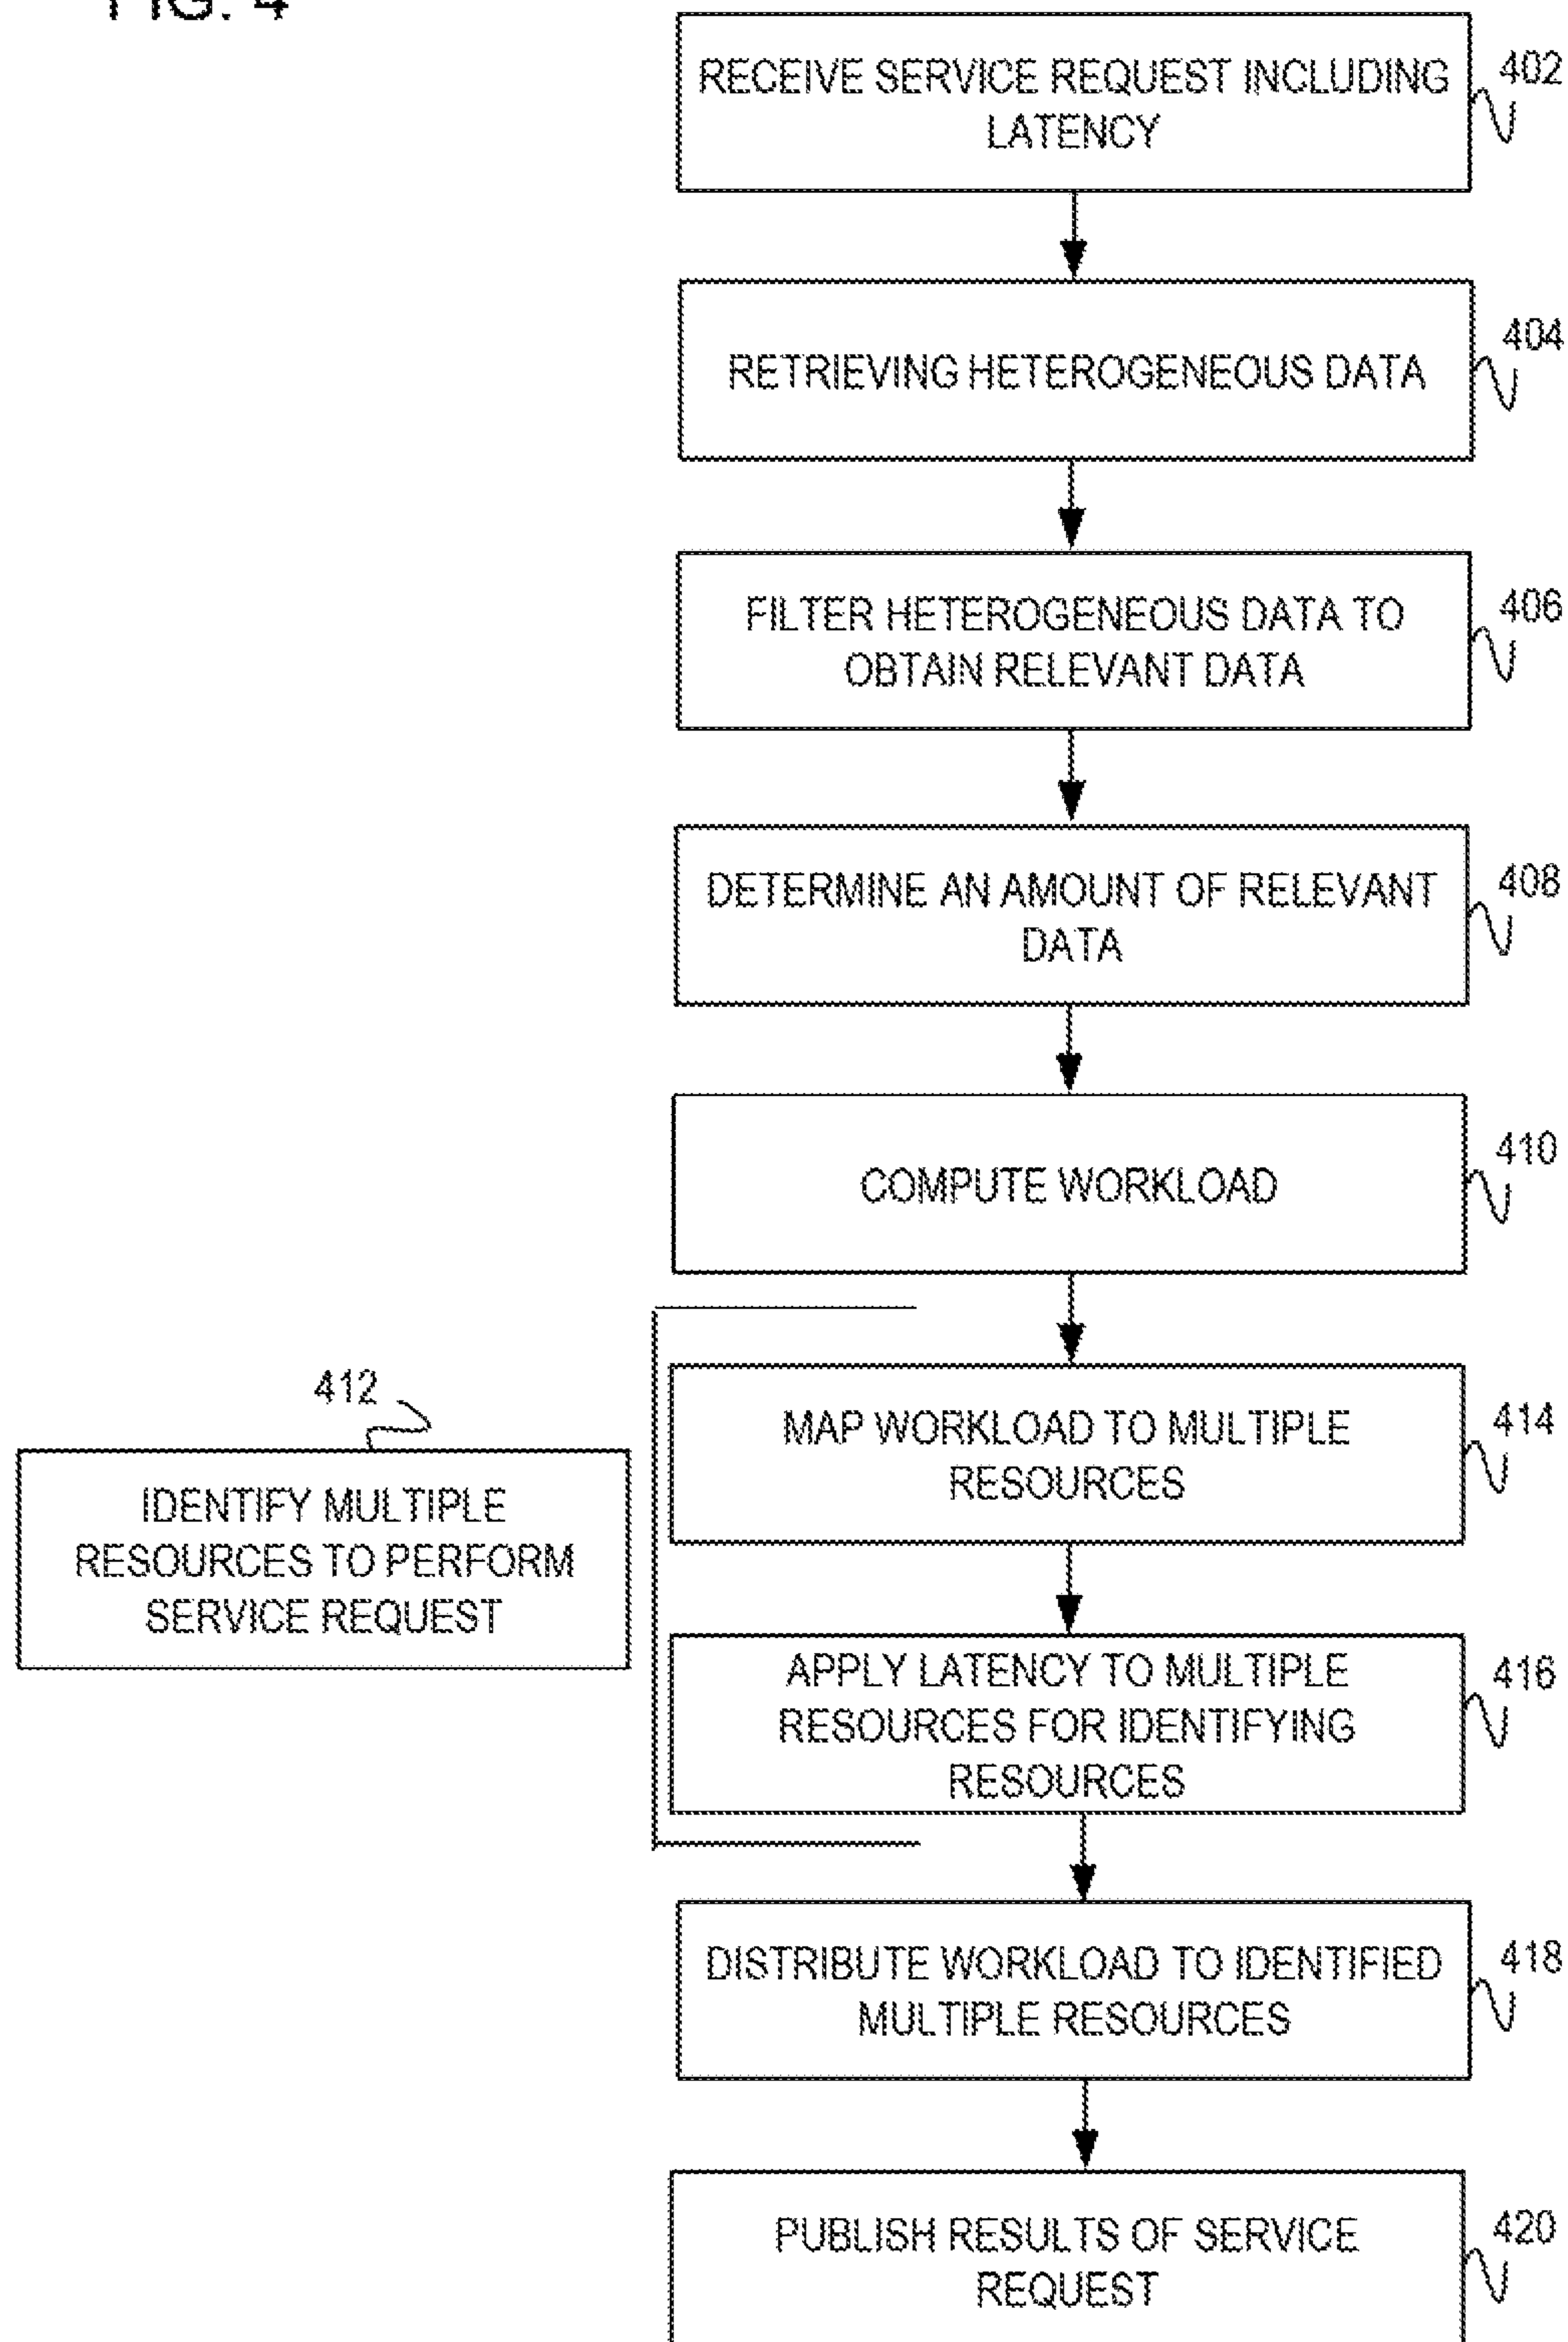 FIG. 4
RECEIVE SERVICE REQUEST INCLUDING
LATENCY
402
RETRIEVING HETEROGENEOUS DATA
404
FILTER HETEROGENEOUS DATA TO
OBTAIN RELEVANT DATA
406
DETERMINE AN AMOUNT OF RELEVANT
DATA
408
COMPUTE WORKLOAD
410
412
IDENTIFY MULTIPLE
RESOURCES TO PERFORM
SERVICE REQUEST
MAP WORKLOAD TO MULTIPLE
RESOURCES
414
APPLY LATENCY TO MULTIPLE
RESOURCES FOR IDENTIFYING
RESOURCES
416
DISTRIBUTE WORKLOAD TO IDENTIFIED
MULTIPLE RESOURCES
418
PUBLISH RESULTS OF SERVICE
REQUEST
420